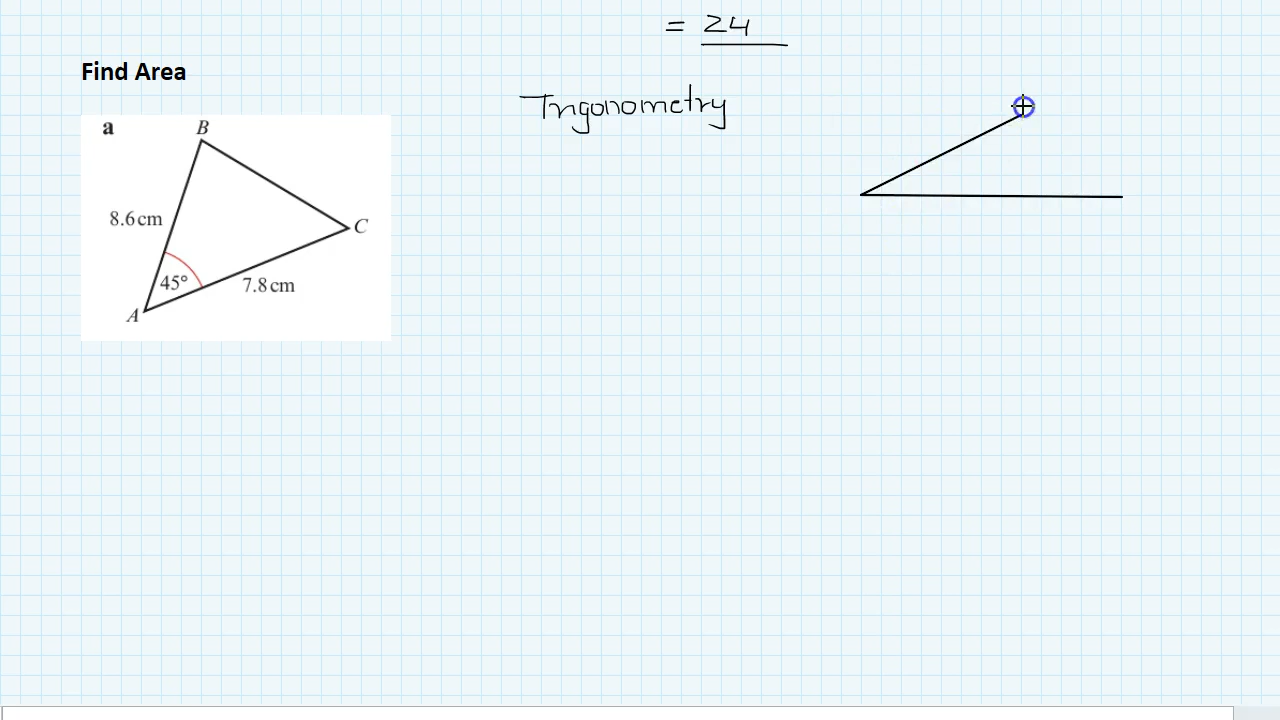 = 24
Find Area
Trigonometry
a
B
8.6 cm
C
45°
7.8 cm
A